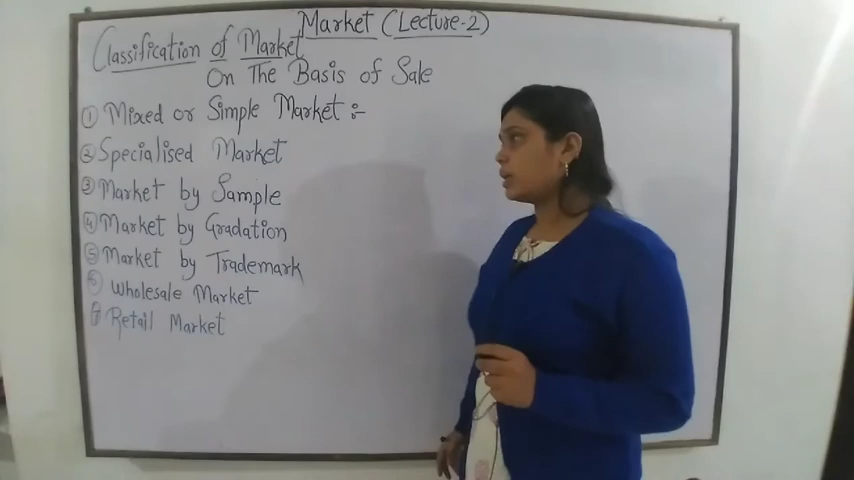 Market (Lecture-2)
Classification of Market
On The Basis of Sale
① Mixed or Simple Market :-
② Specialised Market
③ Market by Sample
④ Market by Gradation
⑤ Market by Trademark
⑥ Wholesale Market
⑦ Retail Market